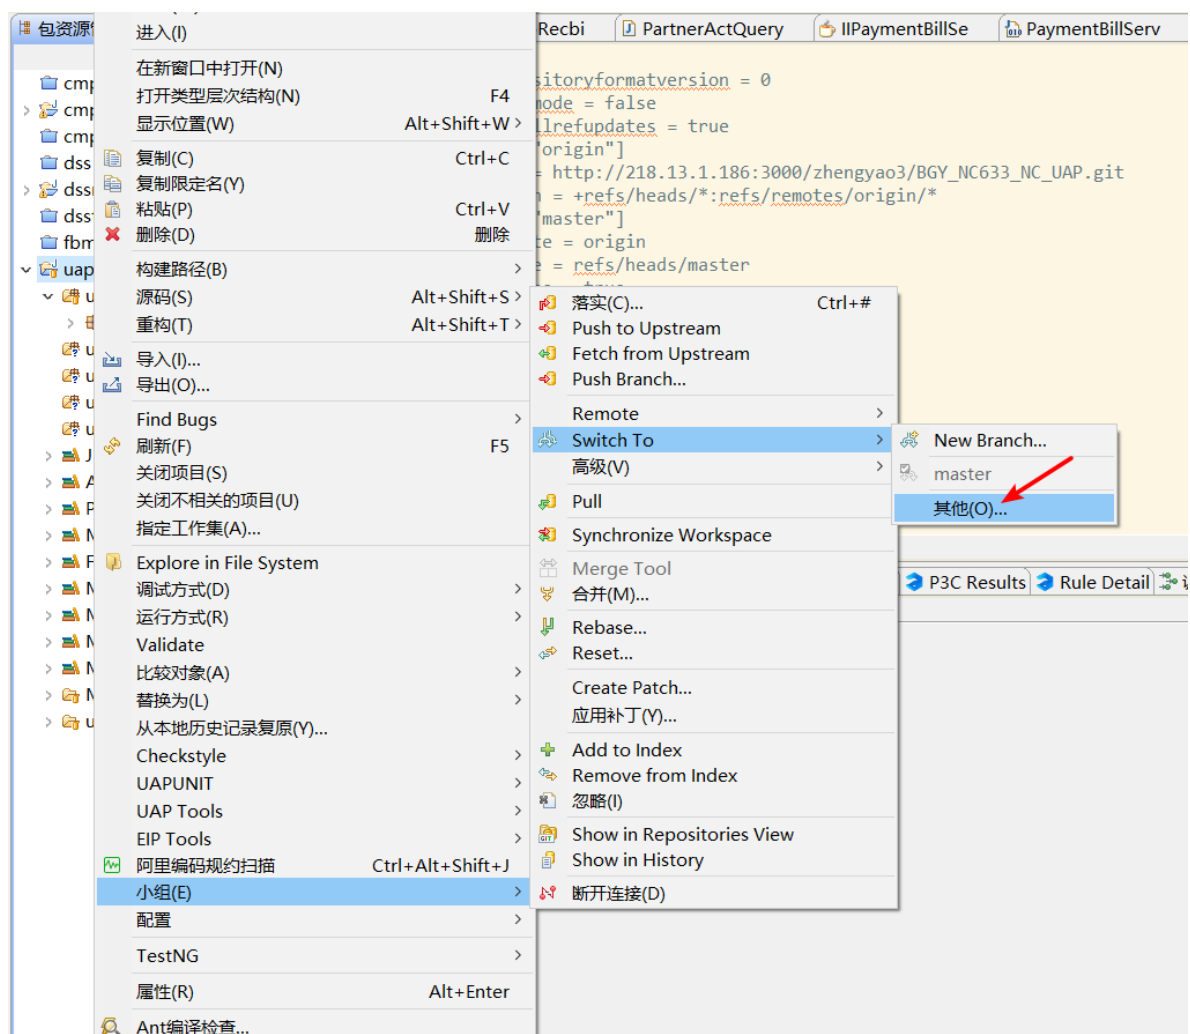 包资源
Recbi
PartnerActQuery
IIPaymentBillSe
PaymentBillServ
cmp
cmp
cmp
dss
dssr
dsst
fbm
uap
进入(I)
在新窗口中打开(N)
打开类型层次结构(N) F4
显示位置(W) Alt+Shift+W
复制(C) Ctrl+C
复制限定名(Y)
粘贴(P) Ctrl+V
删除(D) 删除
构建路径(B)
源码(S) Alt+Shift+S
重构(T) Alt+Shift+T
导入(I)...
导出(O)...
Find Bugs
刷新(F) F5
关闭项目(S)
关闭不相关的项目(U)
指定工作集(A)...
Explore in File System
调试方式(D)
运行方式(R)
Validate
比较对象(A)
替换为(L)
从本地历史记录复原(Y)...
Checkstyle
UAPUNIT
UAP Tools
EIP Tools
阿里编码规约扫描 Ctrl+Alt+Shift+J
小组(E)
配置
TestNG
属性(R) Alt+Enter
Ant编译检查...
sitoryformatversion = 0
mode = false
llrefupdates = true
"origin"]
= http://218.13.1.186:3000/zhengyao3/BGY_NC633_NC_UAP.git
= +refs/heads/*:refs/remotes/origin/*
"master"]
te = origin
= refs/heads/master
落实(C)... Ctrl+#
Push to Upstream
Fetch from Upstream
Push Branch...
Remote
Switch To
高级(V)
Pull
Synchronize Workspace
Merge Tool
合并(M)...
Rebase...
Reset...
Create Patch...
应用补丁(Y)...
Add to Index
Remove from Index
忽略(I)
Show in Repositories View
Show in History
断开连接(D)
New Branch...
master
其他(O)...
P3C Results
Rule Detail